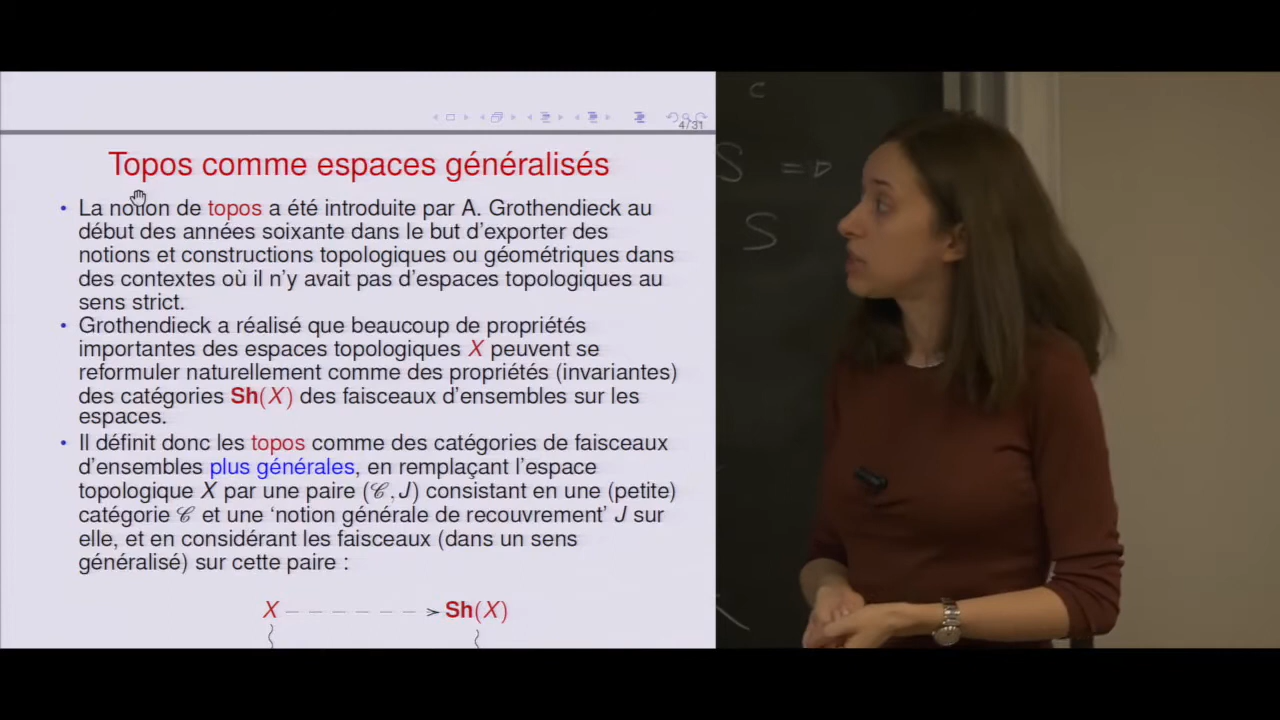 4/31
Topos comme espaces généralisés
• La notion de topos a été introduite par A. Grothendieck au
début des années soixante dans le but d'exporter des
notions et constructions topologiques ou géométriques dans
des contextes où il n'y avait pas d'espaces topologiques au
sens strict.
• Grothendieck a réalisé que beaucoup de propriétés
importantes des espaces topologiques X peuvent se
reformuler naturellement comme des propriétés (invariantes)
des catégories Sh(X) des faisceaux d'ensembles sur les
espaces.
• Il définit donc les topos comme des catégories de faisceaux
d'ensembles plus générales, en remplaçant l'espace
topologique X par une paire (𝒞, J) consistant en une (petite)
catégorie 𝒞 et une ‘notion générale de recouvrement’ J sur
elle, et en considérant les faisceaux (dans un sens
généralisé) sur cette paire :
X - - - - - - ➢ Sh(X)
c
S ⇒
S